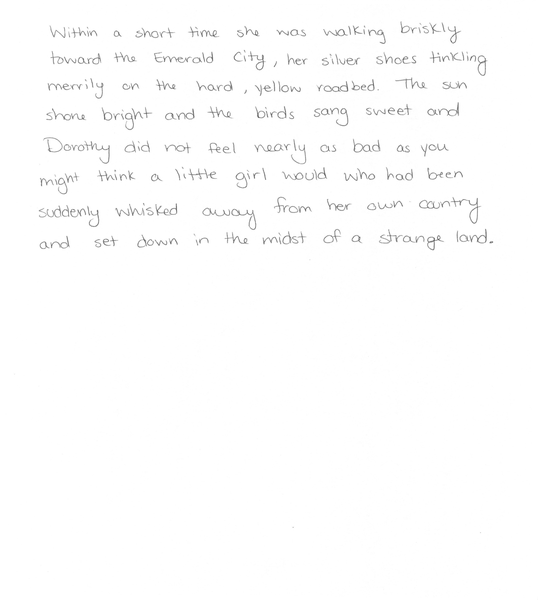 Within a short time she was walking briskly
toward the Emerald City, her silver shoes tinkling
merrily on the hard, yellow roadbed. The sun
shone bright and the birds sang sweet and
Dorothy did not feel nearly as bad as you
might think a little girl would who had been
suddenly whisked away from her own country
and set down in the midst of a strange land.